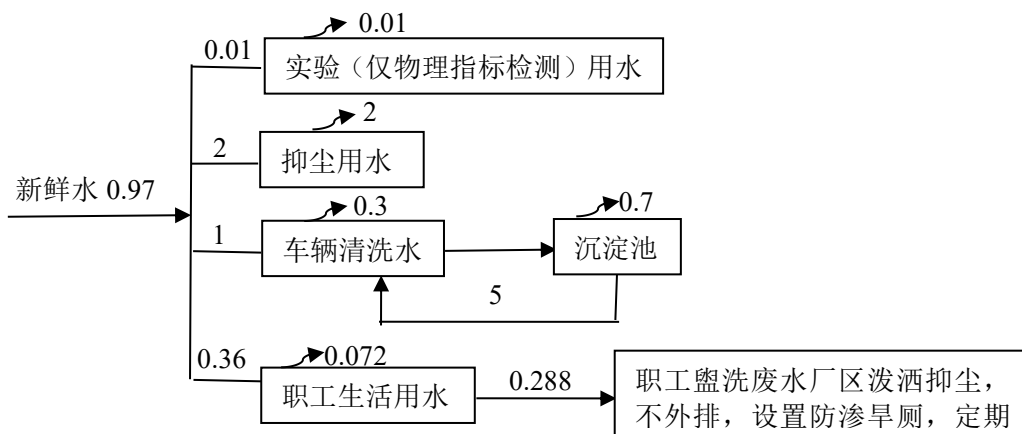 0.01
0.01
实验（仅物理指标检测）用水
2
2
抑尘用水
新鲜水 0.97
0.3
0.7
1
车辆清洗水
沉淀池
5
0.36
0.072
职工生活用水
0.288
职工盥洗废水厂区泼洒抑尘，
不外排，设置防渗旱厕，定期